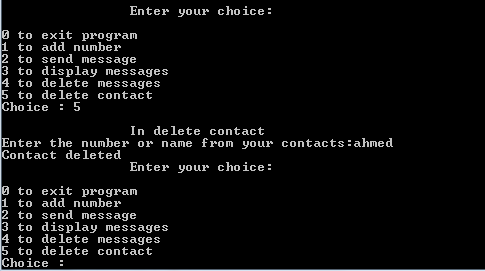 Enter your choice:
0 to exit program
1 to add number
2 to send message
3 to display messages
4 to delete messages
5 to delete contact
Choice : 5
In delete contact
Enter the number or name from your contacts:ahmed
Contact deleted
Enter your choice:
0 to exit program
1 to add number
2 to send message
3 to display messages
4 to delete messages
5 to delete contact
Choice :